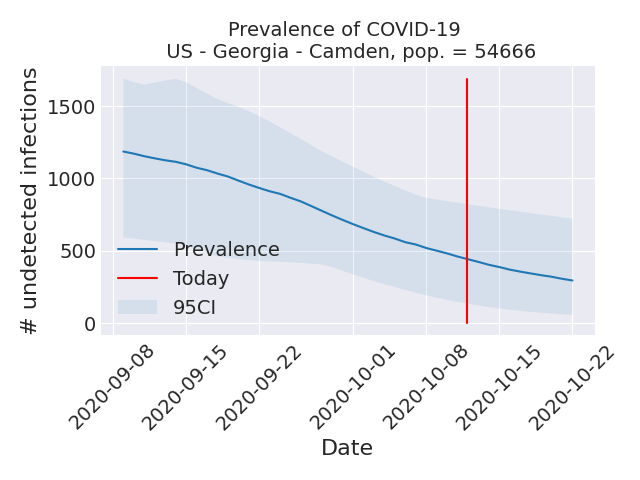 Prevalence of COVID-19
US - Georgia - Camden, pop. = 54666
# undetected infections
1500
1000
500
0
Prevalence
Today
95CI
2020-09-08
2020-09-15
2020-09-22
2020-10-01
2020-10-08
2020-10-15
2020-10-22
Date